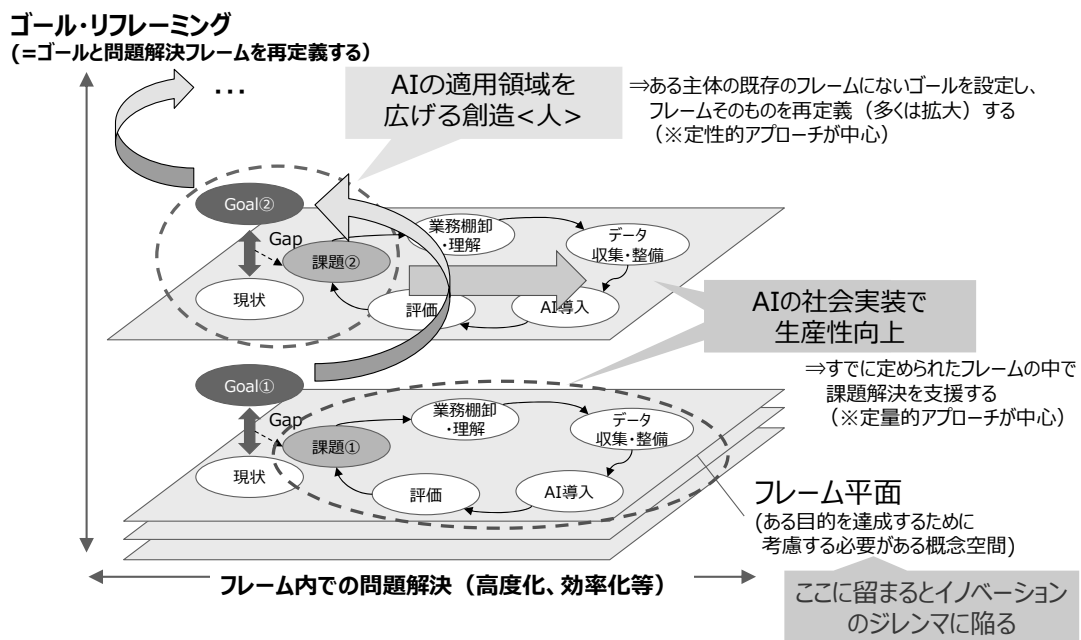 ゴール・リフレーミング
(=ゴールと問題解決フレームを再定義する)
・・・
AIの適用領域を
広げる創造<人>
⇒ある主体の既存のフレームにないゴールを設定し、
フレームそのものを再定義（多くは拡大）する
（※定性的アプローチが中心）
Goal②
Gap
課題②
現状
業務棚卸
・理解
データ
収集・整備
AI導入
評価
AIの社会実装で
生産性向上
⇒すでに定められたフレームの中で
課題解決を支援する
（※定量的アプローチが中心）
Goal①
Gap
課題①
現状
業務棚卸
・理解
データ
収集・整備
AI導入
評価
フレーム平面
(ある目的を達成するために
考慮する必要がある概念空間)
フレーム内での問題解決（高度化、効率化等）
ここに留まるとイノベーション
のジレンマに陥る